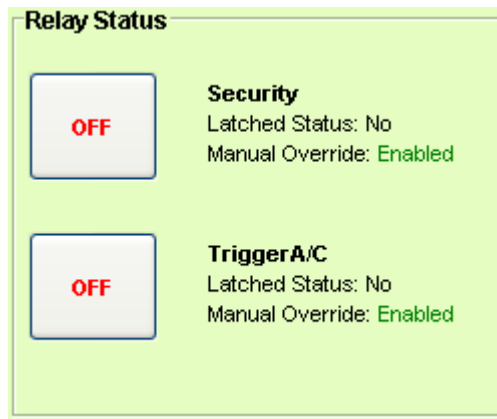 Relay Status
OFF
Security
Latched Status: No
Manual Override: Enabled
OFF
TriggerA/C
Latched Status: No
Manual Override: Enabled